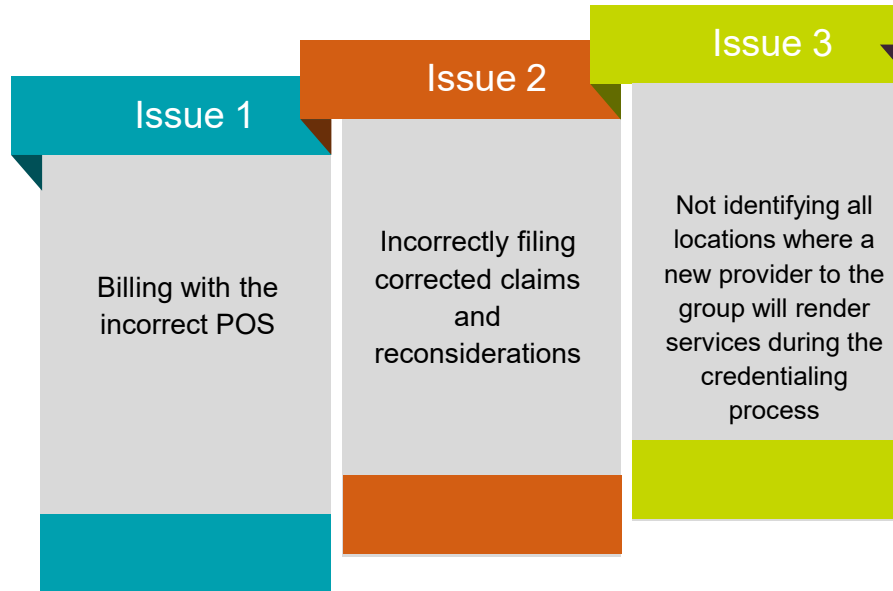 Issue 1
Billing with the
incorrect POS
Issue 2
Incorrectly filing
corrected claims
and
reconsiderations
Issue 3
Not identifying all
locations where a
new provider to the
group will render
services during the
credentialing
process